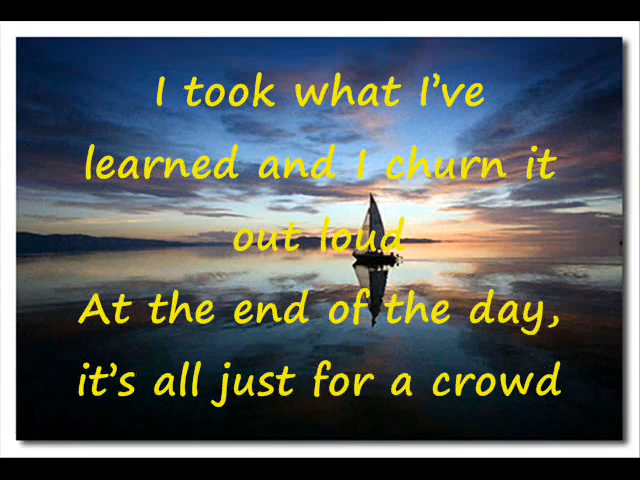 I took what I've
learned and I churn it
out loud
At the end of the day,
it's all just for a crowd